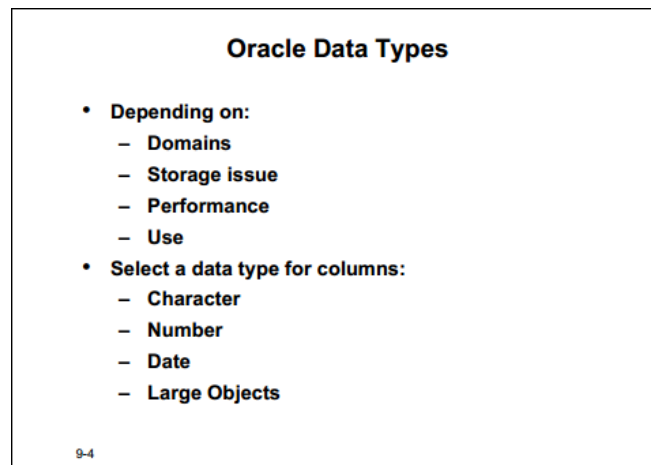 Oracle Data Types
• Depending on:
– Domains
– Storage issue
– Performance
– Use
• Select a data type for columns:
– Character
– Number
– Date
– Large Objects
9-4